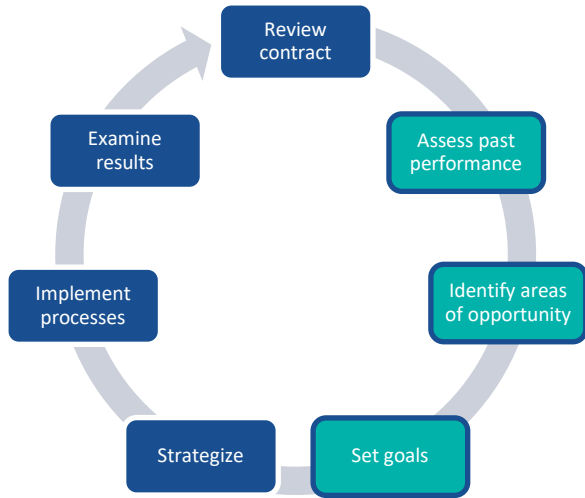 Review
contract
Assess past
performance
Identify areas
of opportunity
Set goals
Strategize
Implement
processes
Examine
results